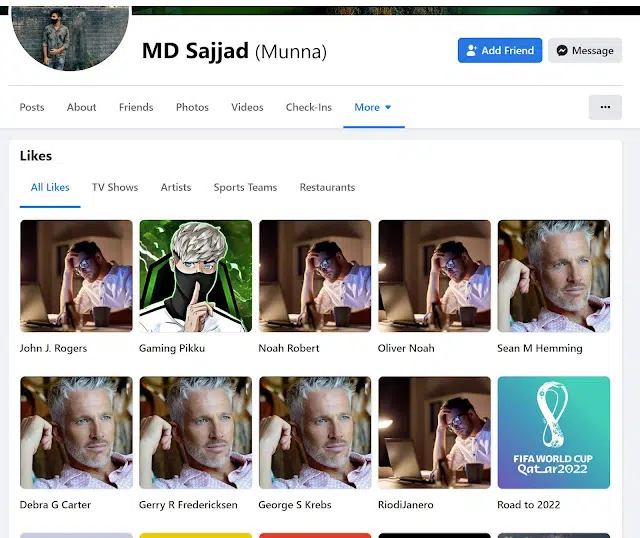 MD Sajjad (Munna)
Add Friend
Message
Posts
About
Friends
Photos
Videos
Check-Ins
More
Likes
All Likes
TV Shows
Artists
Sports Teams
Restaurants
John J. Rogers
Gaming Pikku
Noah Robert
Oliver Noah
Sean M Hemming
FIFA WORLD CUP
Qatar2022
Debra G Carter
Gerry R Fredericksen
George S Krebs
RiodiJanero
Road to 2022